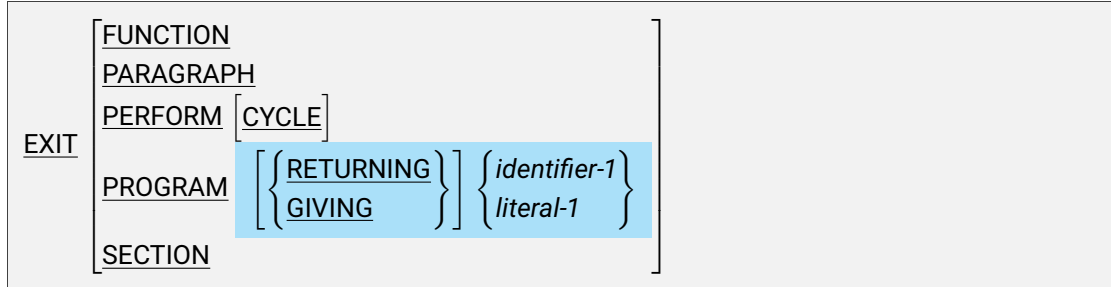 FUNCTION
PARAGRAPH
PERFORM [CYCLE]
EXIT
PROGRAM [{RETURNING GIVING}] {identifier-1 literal-1}
SECTION